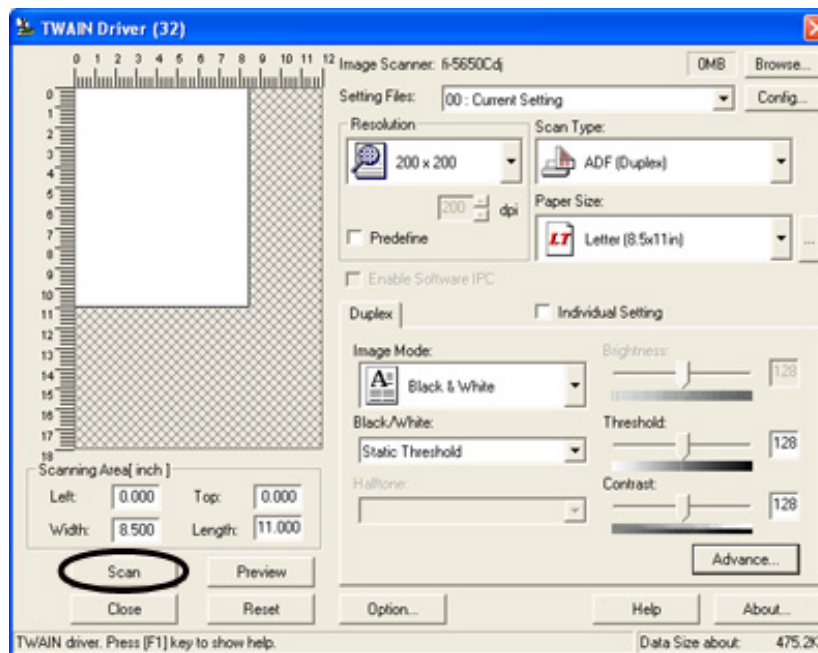 TWAIN Driver (32)
0 1 2 3 4 5 6 7 8 9 10 11 12
Image Scanner: fi-5650Cdj
0MB
Browse...
Setting Files:
00 : Current Setting
Config...
0
1
2
3
4
5
6
7
8
9
10
11
12
13
14
15
16
17
18
Resolution
200 x 200
200
dpi
Predefine
Scan Type:
ADF (Duplex)
Paper Size:
LT
Letter (8.5x11in)
...
Enable Software IPC
Duplex
Individual Setting
Image Mode:
A
Black & White
Black/White:
Static Threshold
Halftone:
Brightness:
128
Threshold:
128
Contrast:
128
Advance...
Scanning Area[ inch ]
Left: 0.000 Top: 0.000
Width: 8.500 Length: 11.000
Scan
Preview
Close
Reset
Option...
Help
About...
TWAIN driver. Press [F1] key to show help.
Data Size about: 475.2K